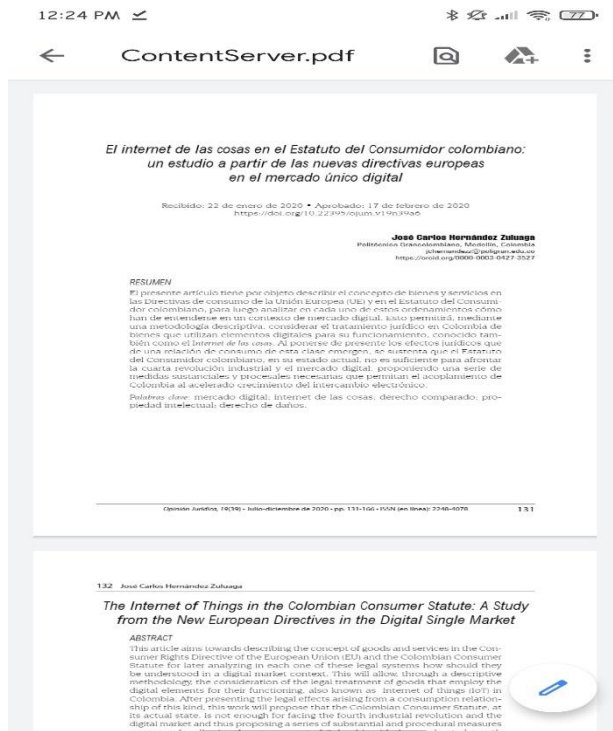 12:24 PM
77
ContentServer.pdf
El internet de las cosas en el Estatuto del Consumidor colombiano:
un estudio a partir de las nuevas directivas europeas
en el mercado único digital
Recibido: 22 de enero de 2020 • Aprobado: 17 de febrero de 2020
https://doi.org/10.22395/ojum.v19n39a6
José Carlos Hernández Zuluaga
Politécnico Grancolombiano, Medellín, Colombia
jchernandezz@poligran.edu.co
https://orcid.org/0000-0003-0427-3527
RESUMEN
El presente artículo tiene por objeto describir el concepto de bienes y servicios en
las Directivas de consumo de la Unión Europea (UE) y en el Estatuto del Consumi-
dor colombiano, para luego analizar en cada uno de estos ordenamientos cómo
han de entenderse en un contexto de mercado digital. Esto permitirá, mediante
una metodología descriptiva, considerar el tratamiento jurídico en Colombia de
bienes que utilizan elementos digitales para su funcionamiento, conocido tam-
bién como el Internet de las cosas. Al ponerse de presente los efectos jurídicos que
de una relación de consumo de esta clase emergen, se sustenta que el Estatuto
del Consumidor colombiano, en su estado actual, no es suficiente para afrontar
la cuarta revolución industrial y el mercado digital, proponiendo una serie de
medidas sustanciales y procesales necesarias que permitan el acoplamiento de
Colombia al acelerado crecimiento del intercambio electrónico.
Palabras clave: mercado digital; internet de las cosas, derecho comparado, pro-
piedad intelectual; derecho de daños.
Opinión Jurídica, 19(39) • Julio-diciembre de 2020 • pp. 131-166 • ISSN (en línea): 2248-4078 131
132 José Carlos Hernández Zuluaga
The Internet of Things in the Colombian Consumer Statute: A Study
from the New European Directives in the Digital Single Market
ABSTRACT
This article aims towards describing the concept of goods and services in the Con-
sumer Rights Directive of the European Union (EU) and the Colombian Consumer
Statute for later analyzing in each one of these legal systems how should they
be understood in a digital market context. This will allow, through a descriptive
methodology, the consideration of the legal treatment of goods that employ the
digital elements for their functioning, also known as Internet of things (IoT) in
Colombia. After presenting the legal effects arising from a consumption relation-
ship of this kind, this work will propose that the Colombian Consumer Statute, at
its actual state, is not enough for facing the fourth industrial revolution and the
digital market and thus proposing a series of substantial and procedural measures